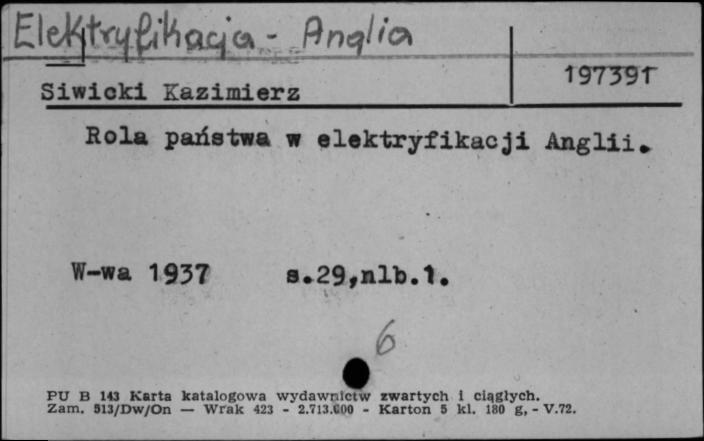 Elektryfikacja - Anglia
197391
Siwicki Kazimierz
Rola państwa w elektryfikacji Anglii.
W-wa 1937 s.29,nlb.1.
6
PU B 143 Karta katalogowa wydawnictw zwartych i ciągłych.
Zam. 513/Dw/On — Wrak 423 - 2.713.000 - Karton 5 kl. 180 g, - V.72.